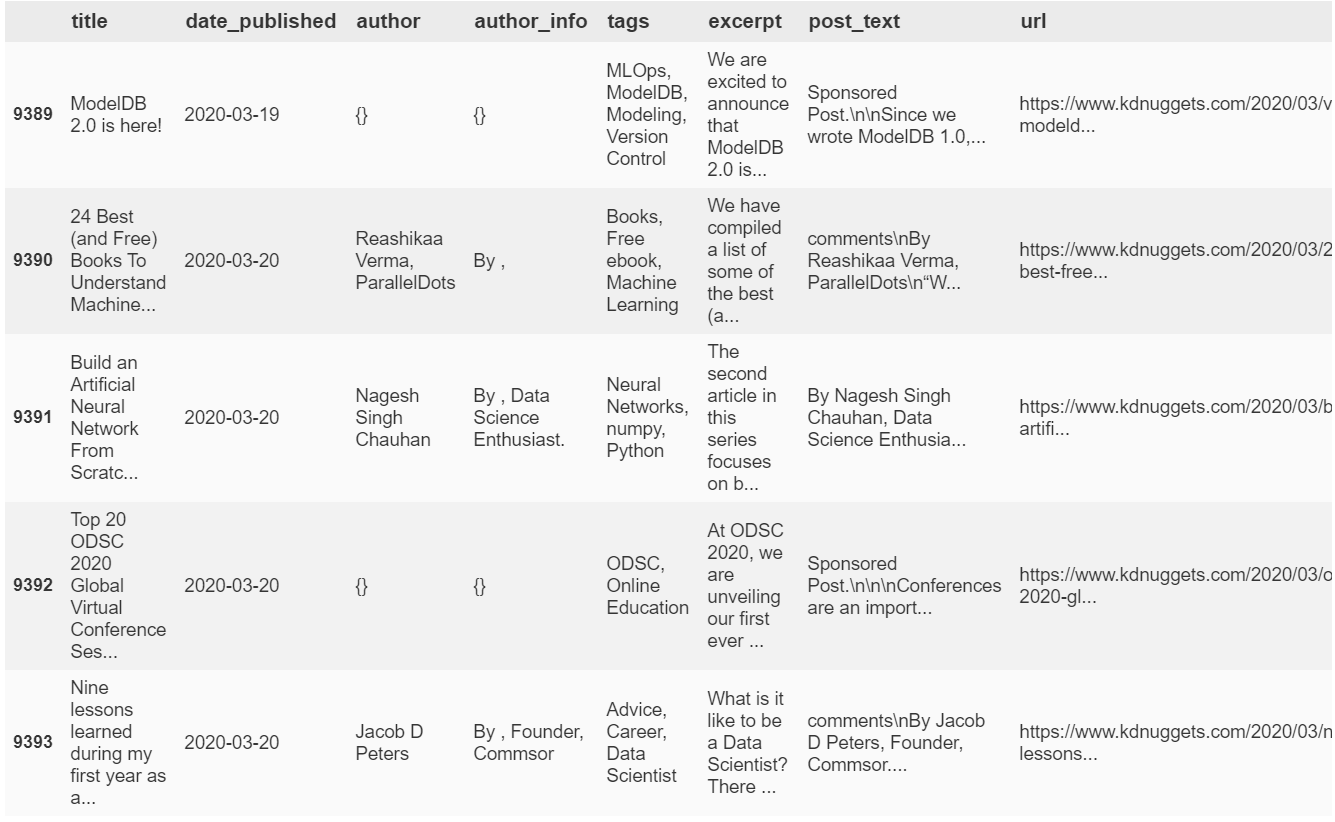 title date_published author author_info tags excerpt post_text url
9389
ModelDB
2.0 is here!
2020-03-19
{}
{}
MLOps,
ModelDB,
Modeling,
Version
Control
We are
excited to
announce
that
ModelDB
2.0 is...
Sponsored
Post.\n\nSince we
wrote ModelDB 1.0,...
https://www.kdnuggets.com/2020/03/v
modeld...
9390
24 Best
(and Free)
Books To
Understand
Machine...
2020-03-20
Reashikaa
Verma,
ParallelDots
By ,
Books,
Free
ebook,
Machine
Learning
We have
compiled
a list of
some of
the best
(a...
comments\nBy
Reashikaa Verma,
ParallelDots\n“W...
https://www.kdnuggets.com/2020/03/2
best-free...
9391
Build an
Artificial
Neural
Network
From
Scratc...
2020-03-20
Nagesh
Singh
Chauhan
By , Data
Science
Enthusiast.
Neural
Networks,
numpy,
Python
The
second
article in
this
series
focuses
on b...
By Nagesh Singh
Chauhan, Data
Science Enthusia...
https://www.kdnuggets.com/2020/03/b
artifi...
9392
Top 20
ODSC
2020
Global
Virtual
Conference
Ses...
2020-03-20
{}
{}
ODSC,
Online
Education
At ODSC
2020, we
are
unveiling
our first
ever ...
Sponsored
Post.\n\n\nConferences
are an import...
https://www.kdnuggets.com/2020/03/o
2020-gl...
9393
Nine
lessons
learned
during my
first year as
a...
2020-03-20
Jacob D
Peters
By , Founder,
Commsor
Advice,
Career,
Data
Scientist
What is it
like to be
a Data
Scientist?
There ...
comments\nBy Jacob
D Peters, Founder,
Commsor....
https://www.kdnuggets.com/2020/03/n
lessons...